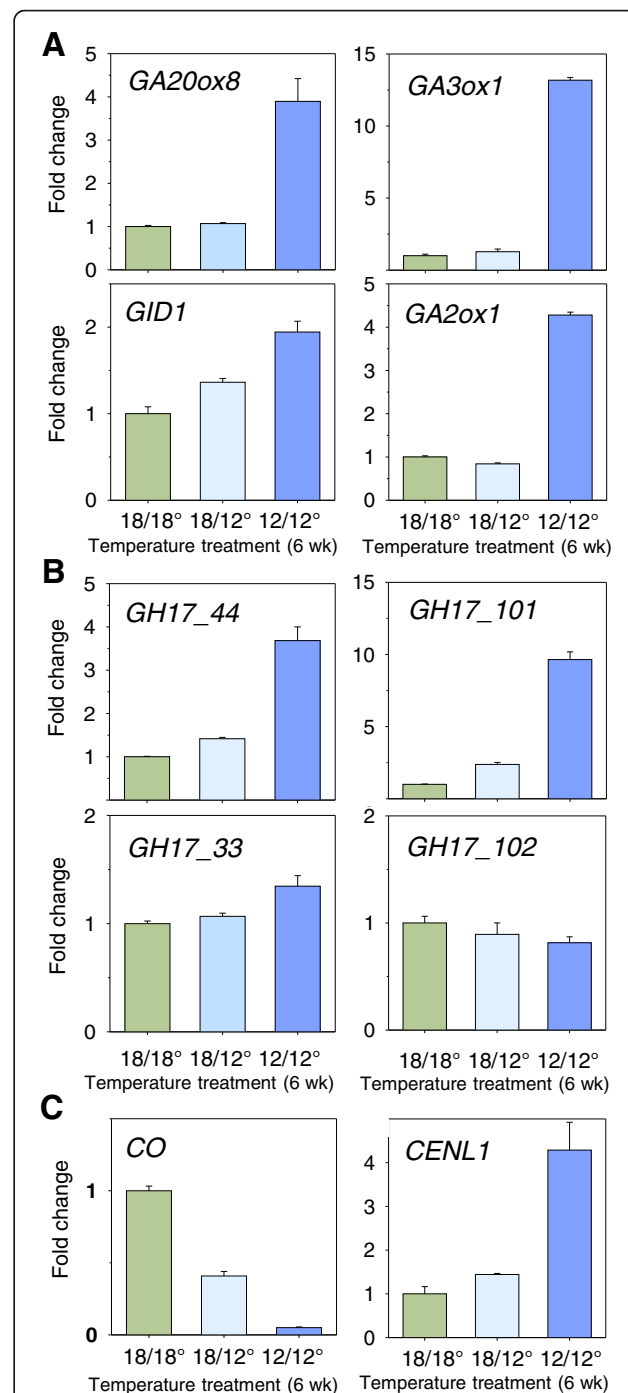 A
GA20ox8
GA3ox1
Fold change
5
4
3
2
1
0
15
10
5
GID1
GA2ox1
Fold change
2
1
0
5
4
3
2
1
0
18/18° 18/12° 12/12°
18/18° 18/12° 12/12°
Temperature treatment (6 wk)
Temperature treatment (6 wk)
B
GH17_44
GH17_101
Fold change
5
4
3
2
1
0
15
10
5
GH17_33
GH17_102
Fold change
2
1
0
2
1
0
18/18° 18/12° 12/12°
18/18° 18/12° 12/12°
Temperature treatment (6 wk)
Temperature treatment (6 wk)
C
CO
CENL1
Fold change
1
0
4
3
2
1
0
18/18° 18/12° 12/12°
18/18° 18/12° 12/12°
Temperature treatment (6 wk)
Temperature treatment (6 wk)